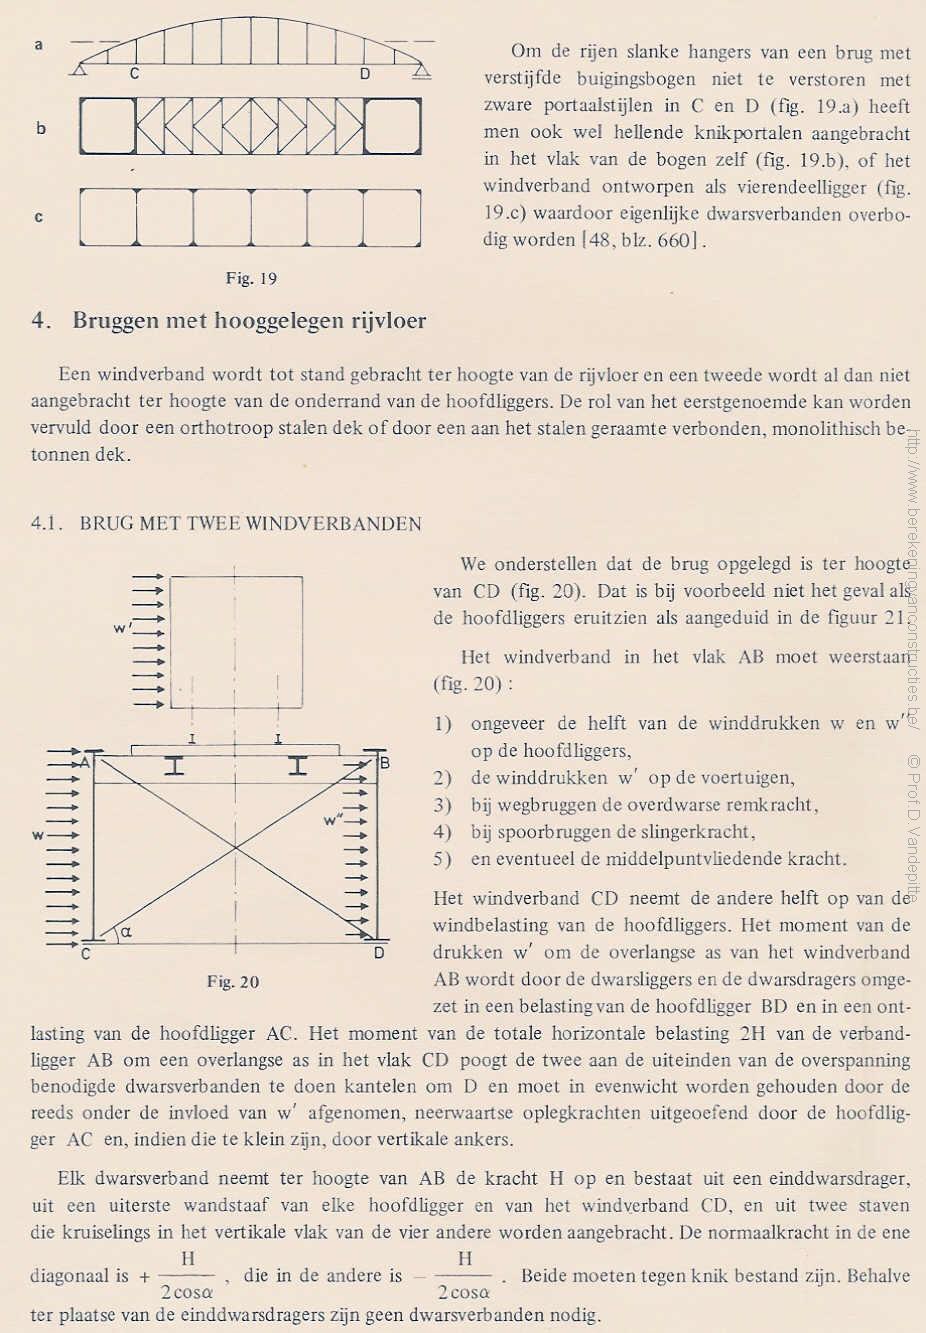 a
C
D
b
c
Fig. 19
Om de rijen slanke hangers van een brug met
verstijfde buigingsbogen niet te verstoren met
zware portaalstijlen in C en D (fig. 19.a) heeft
men ook wel hellende knikportalen aangebracht
in het vlak van de bogen zelf (fig. 19.b), of het
windverband ontworpen als vierendeelligger (fig.
19.c) waardoor eigenlijke dwarsverbanden overbo-
dig worden [48, blz. 660].
4. Bruggen met hooggelegen rijvloer
Een windverband wordt tot stand gebracht ter hoogte van de rijvloer en een tweede wordt al dan niet
aangebracht ter hoogte van de onderrand van de hoofdliggers. De rol van het eerstgenoemde kan worden
vervuld door een orthotroop stalen dek of door een aan het stalen geraamte verbonden, monolithisch be-
tonnen dek.
4.1. BRUG MET TWEE WINDVERBANDEN
w'
A
B
w
w"
α
C
D
Fig. 20
We onderstellen dat de brug opgelegd is ter hoogte
van CD (fig. 20). Dat is bij voorbeeld niet het geval als
de hoofdliggers eruitzien als aangeduid in de figuur 21.
Het windverband in het vlak AB moet weerstaan
(fig. 20) :
1) ongeveer de helft van de winddrukken w en w"
op de hoofdliggers,
2) de winddrukken w' op de voertuigen,
3) bij wegbruggen de overdwarse remkracht,
4) bij spoorbruggen de slingerkracht,
5) en eventueel de middelpuntvliedende kracht.
Het windverband CD neemt de andere helft op van de
windbelasting van de hoofdliggers. Het moment van de
drukken w' om de overlangse as van het windverband
AB wordt door de dwarsliggers en de dwarsdragers omge-
zet in een belasting van de hoofdligger BD en in een ont-
lasting van de hoofdligger AC. Het moment van de totale horizontale belasting 2H van de verband-
ligger AB om een overlangse as in het vlak CD poogt de twee aan de uiteinden van de overspanning
benodigde dwarsverbanden te doen kantelen om D en moet in evenwicht worden gehouden door de
reeds onder de invloed van w' afgenomen, neerwaartse oplegkrachten uitgeoefend door de hoofdlig-
ger AC en, indien die te klein zijn, door vertikale ankers.
Elk dwarsverband neemt ter hoogte van AB de kracht H op en bestaat uit een einddwarsdrager,
uit een uiterste wandstaaf van elke hoofdligger en van het windverband CD, en uit twee staven
die kruiselings in het vertikale vlak van de vier andere worden aangebracht. De normaalkracht in de ene
diagonaal is + H / 2 cosα , die in de andere is − H / 2 cosα . Beide moeten tegen knik bestand zijn. Behalve
ter plaatse van de einddwarsdragers zijn geen dwarsverbanden nodig.
http://www.berekeningvanconstructies.be/ © Prof D Vandepitte